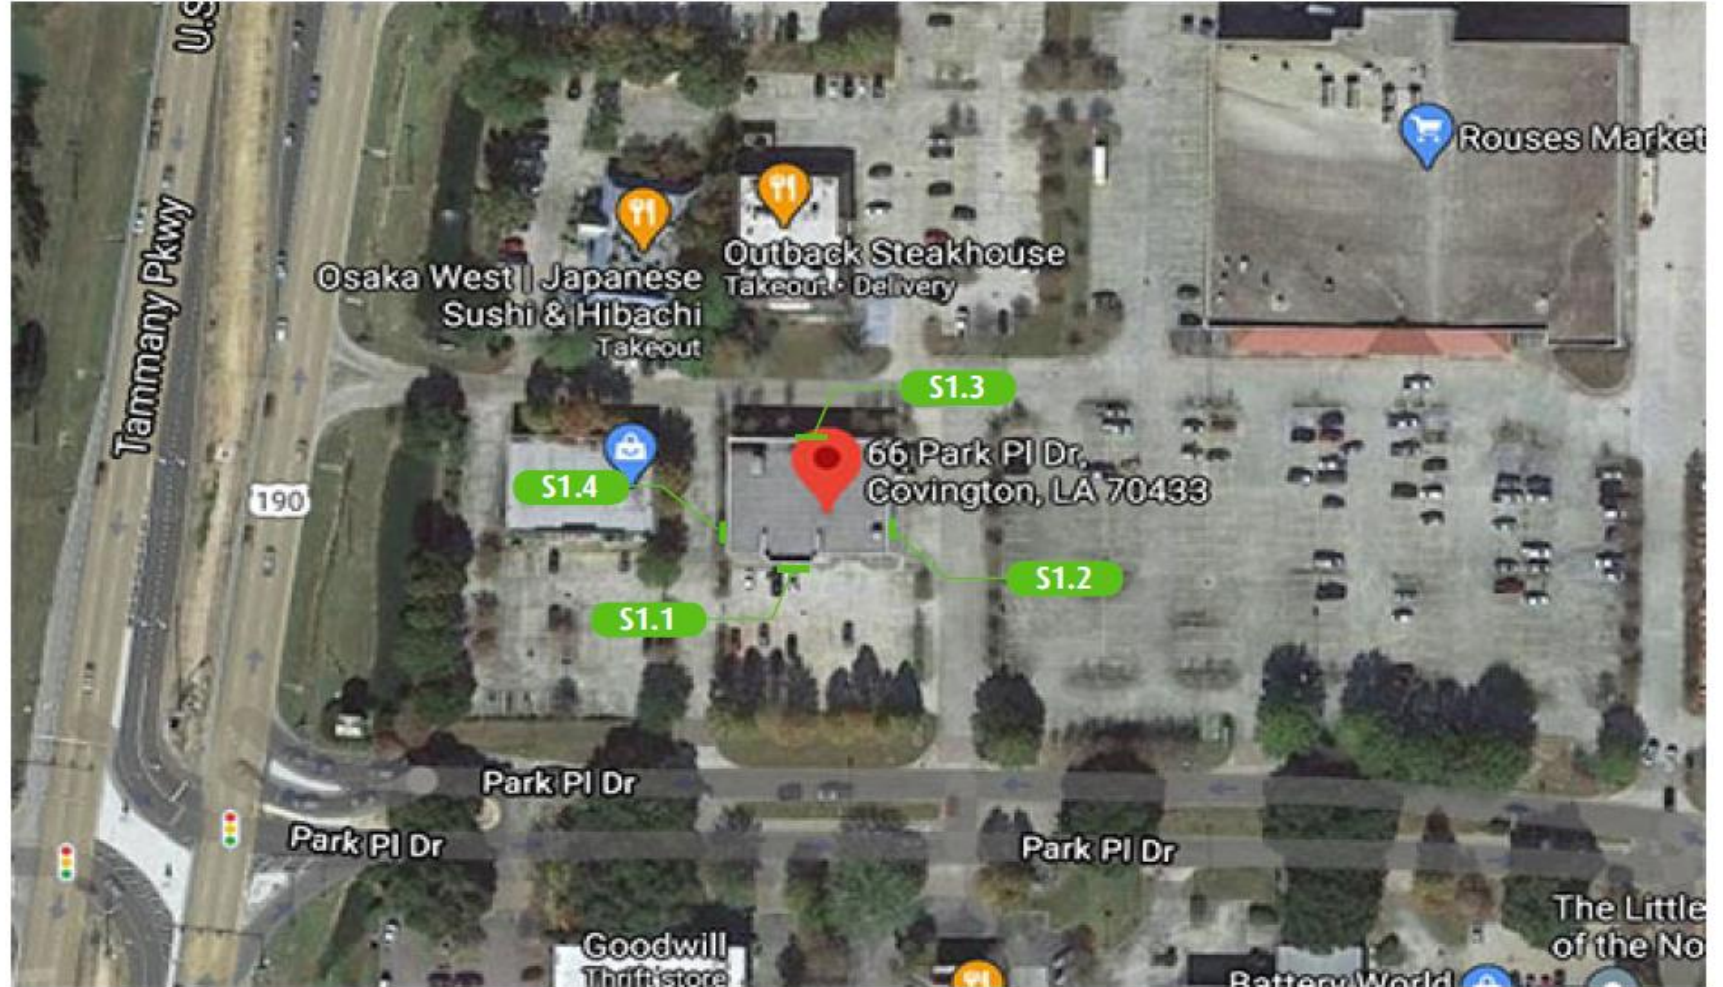 U.S
Rouses Market
Tammany Pkwy
Outback Steakhouse
Takeout • Delivery
Osaka West | Japanese
Sushi & Hibachi
Takeout
S1.3
66 Park Pl Dr,
Covington, LA 70433
S1.4
190
S1.2
S1.1
Park Pl Dr
Park Pl Dr
Park Pl Dr
The Little
of the No
Goodwill
Thrift store
Battery World